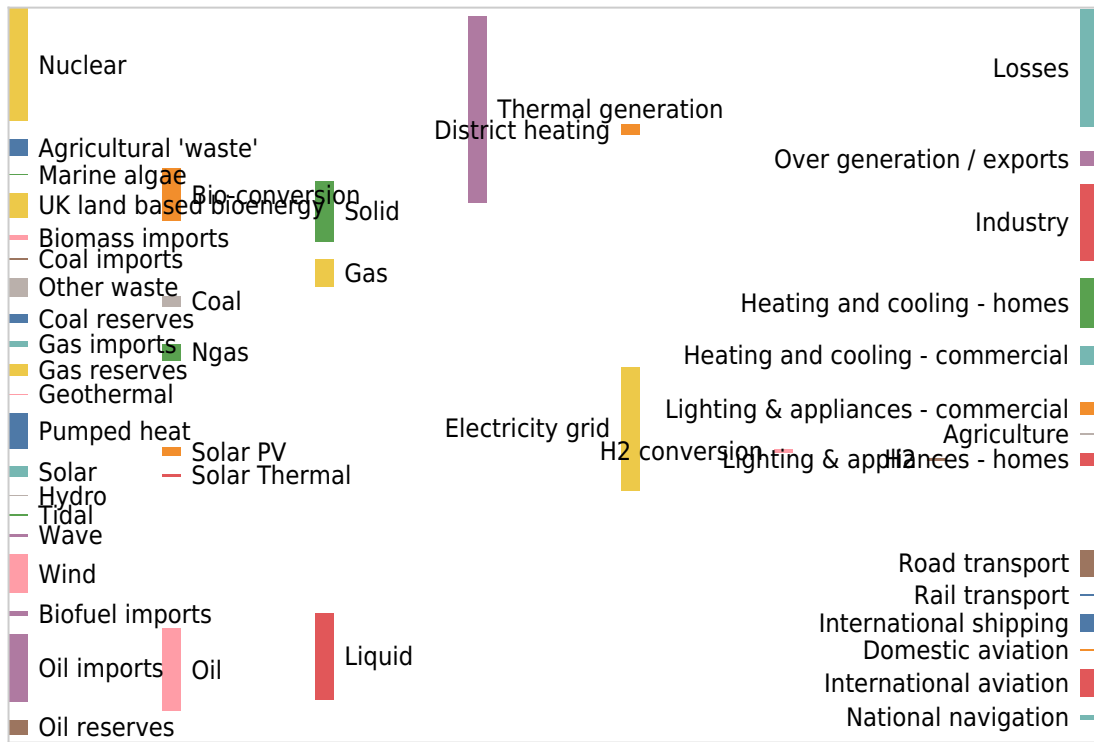 Nuclear
Losses
Thermal generation
District heating
Agricultural 'waste'
Over generation / exports
Marine algae
Bio-conversion
UK land based bioenergy
Solid
Industry
Biomass imports
Coal imports
Gas
Other waste
Coal
Heating and cooling - homes
Coal reserves
Gas imports
Ngas
Heating and cooling - commercial
Gas reserves
Geothermal
Lighting & appliances - commercial
Pumped heat
Electricity grid
Agriculture
Solar PV
H2 conversion
Lighting & appliances - homes
H2
Solar
Solar Thermal
Hydro
Tidal
Wave
Road transport
Wind
Rail transport
Biofuel imports
International shipping
Domestic aviation
Liquid
Oil imports
Oil
International aviation
National navigation
Oil reserves